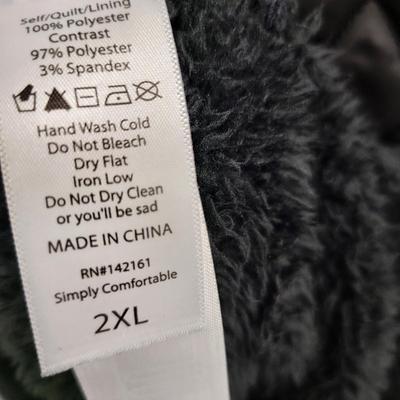 Self/Quilt/Lining
100% Polyester
Contrast
97% Polyester
3% Spandex
Hand Wash Cold
Do Not Bleach
Dry Flat
Iron Low
Do Not Dry Clean
or you'll be sad
MADE IN CHINA
RN#142161
Simply Comfortable
2XL